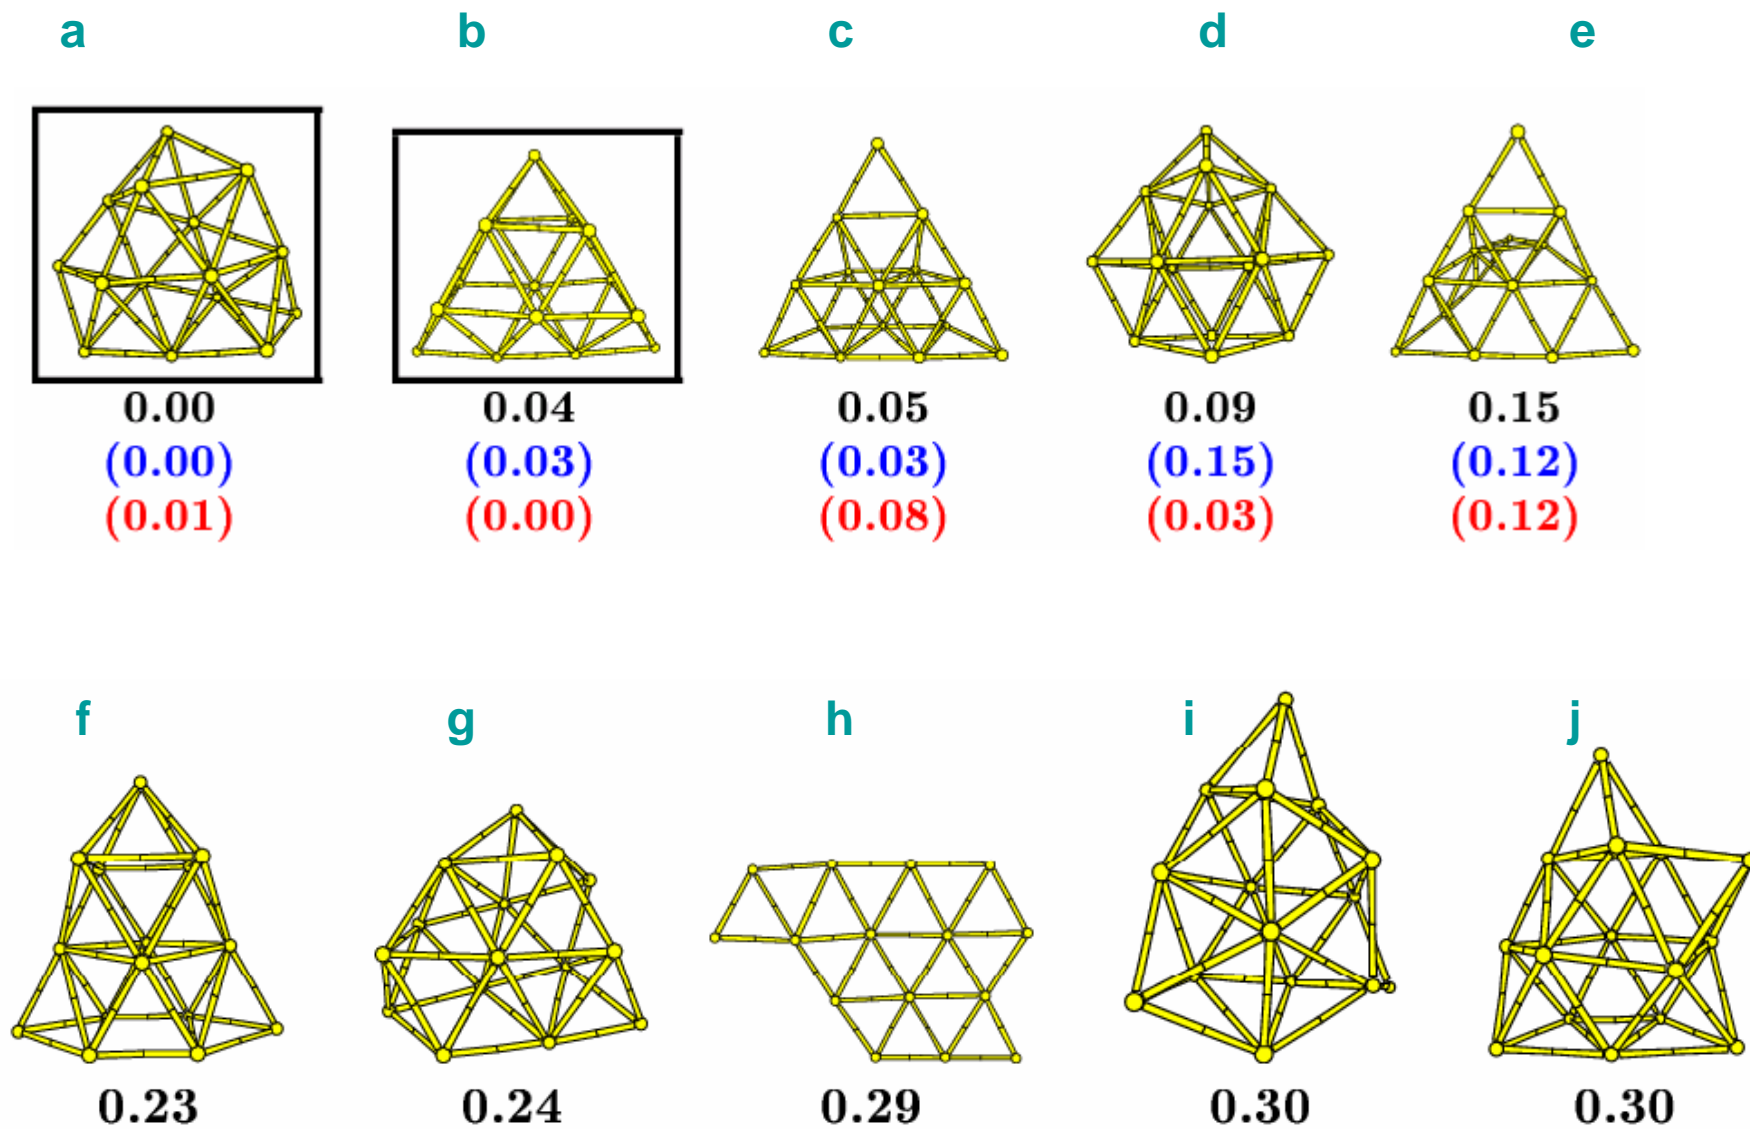 a b c d e
0.00 0.04 0.05 0.09 0.15
(0.00) (0.03) (0.03) (0.15) (0.12)
(0.01) (0.00) (0.08) (0.03) (0.12)
f g h i j
0.23 0.24 0.29 0.30 0.30